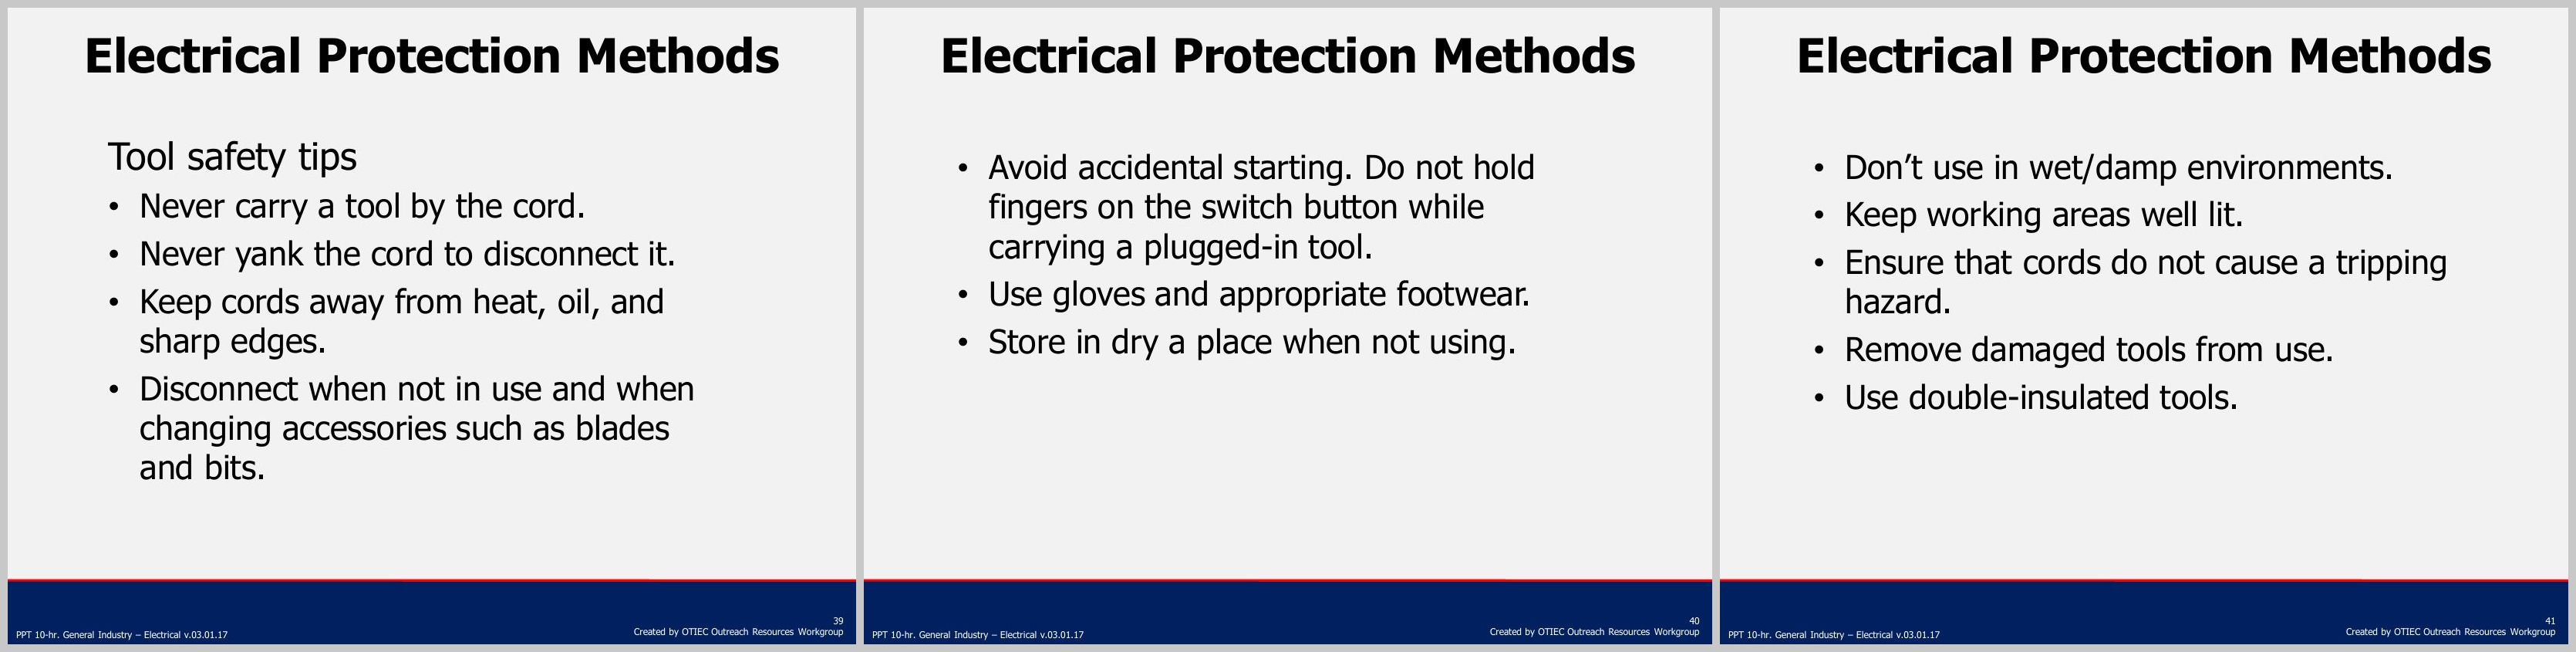 Electrical Protection Methods
Tool safety tips
• Never carry a tool by the cord.
• Never yank the cord to disconnect it.
• Keep cords away from heat, oil, and
sharp edges.
• Disconnect when not in use and when
changing accessories such as blades
and bits.
39
PPT 10-hr. General Industry – Electrical v.03.01.17
Created by OTIEC Outreach Resources Workgroup
Electrical Protection Methods
• Avoid accidental starting. Do not hold
fingers on the switch button while
carrying a plugged-in tool.
• Use gloves and appropriate footwear.
• Store in dry a place when not using.
40
PPT 10-hr. General Industry – Electrical v.03.01.17
Created by OTIEC Outreach Resources Workgroup
Electrical Protection Methods
• Don’t use in wet/damp environments.
• Keep working areas well lit.
• Ensure that cords do not cause a tripping
hazard.
• Remove damaged tools from use.
• Use double-insulated tools.
41
PPT 10-hr. General Industry – Electrical v.03.01.17
Created by OTIEC Outreach Resources Workgroup